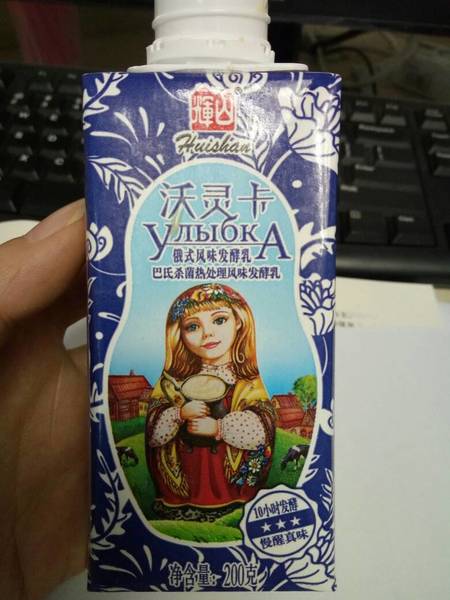 輝山
Huishan
沃灵卡
УЛЫБКА
俄式风味发酵乳
巴氏杀菌热处理风味发酵乳
10小时发酵
慢醒真味
净含量: 200克